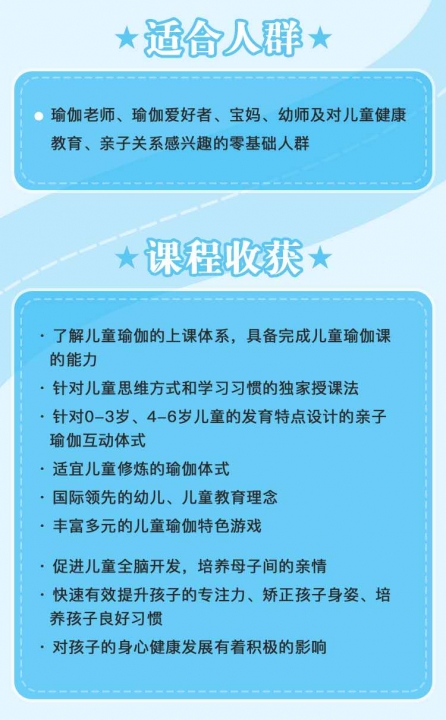 适合人群
瑜伽老师、瑜伽爱好者、宝妈、幼师及对儿童健康
教育、亲子关系感兴趣的零基础人群
课程收获
· 了解儿童瑜伽的上课体系，具备完成儿童瑜伽课
的能力
· 针对儿童思维方式和学习习惯的独家授课法
· 针对0-3岁、4-6岁儿童的发育特点设计的亲子
瑜伽互动体式
· 适宜儿童修炼的瑜伽体式
· 国际领先的幼儿、儿童教育理念
· 丰富多元的儿童瑜伽特色游戏
· 促进儿童全脑开发，培养母子间的亲情
· 快速有效提升孩子的专注力、矫正孩子身姿、培
养孩子良好习惯
· 对孩子的身心健康发展有着积极的影响